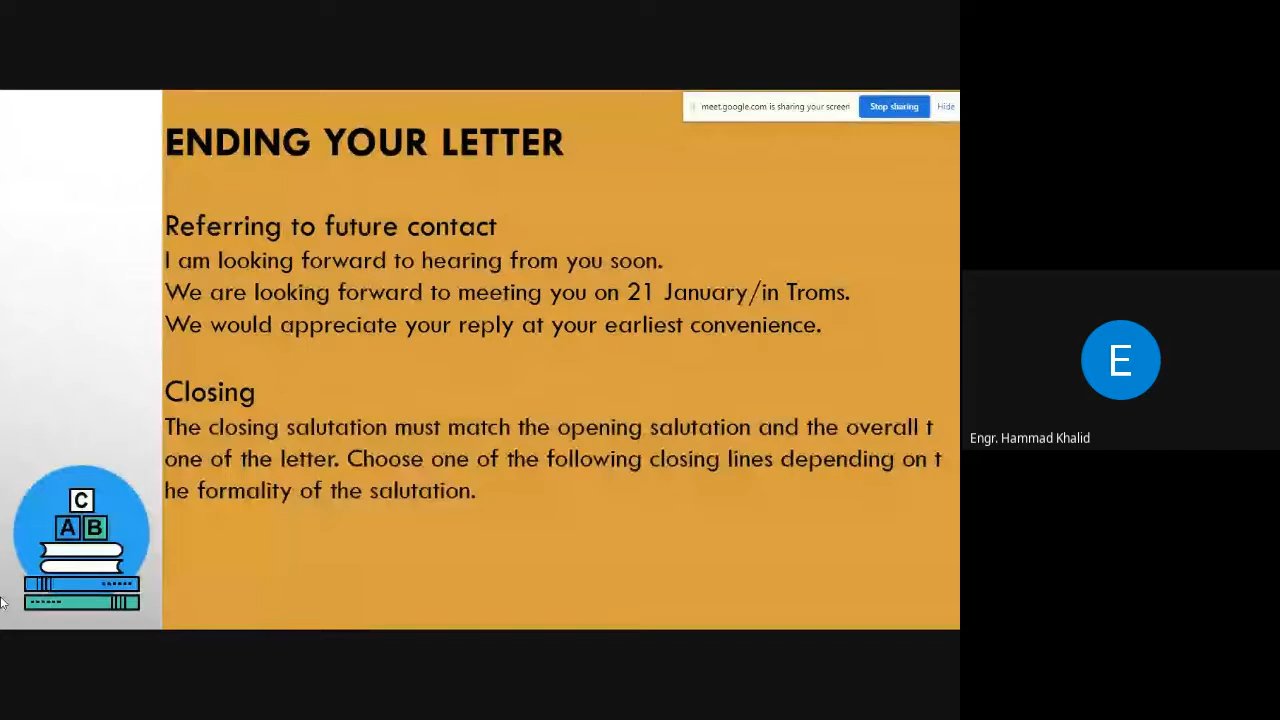 meet.google.com is sharing your screen
Stop sharing
Hide
ENDING YOUR LETTER
Referring to future contact
I am looking forward to hearing from you soon.
We are looking forward to meeting you on 21 January/in Troms.
We would appreciate your reply at your earliest convenience.
Closing
The closing salutation must match the opening salutation and the overall t
one of the letter. Choose one of the following closing lines depending on t
he formality of the salutation.
C
A B
E
Engr. Hammad Khalid